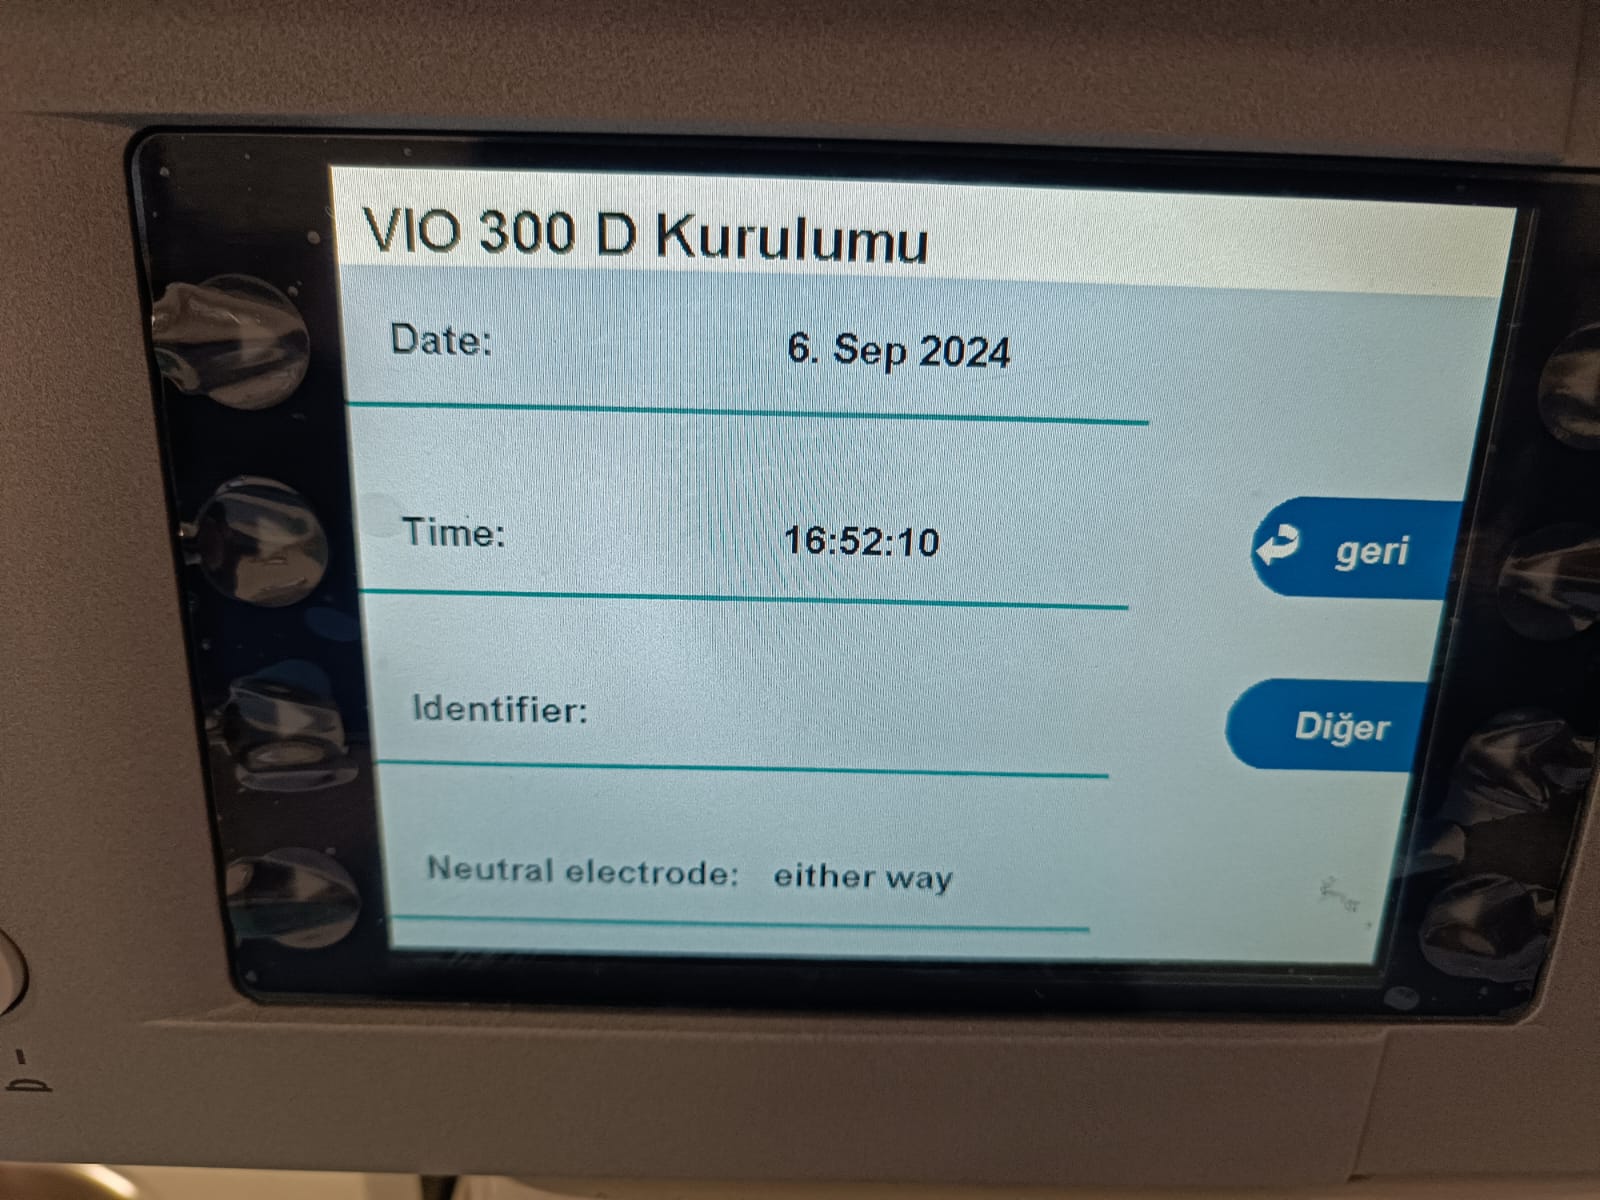 VIO 300 D Kurulumu
Date: 6. Sep 2024
Time: 16:52:10
geri
Identifier:
Diğer
Neutral electrode: either way